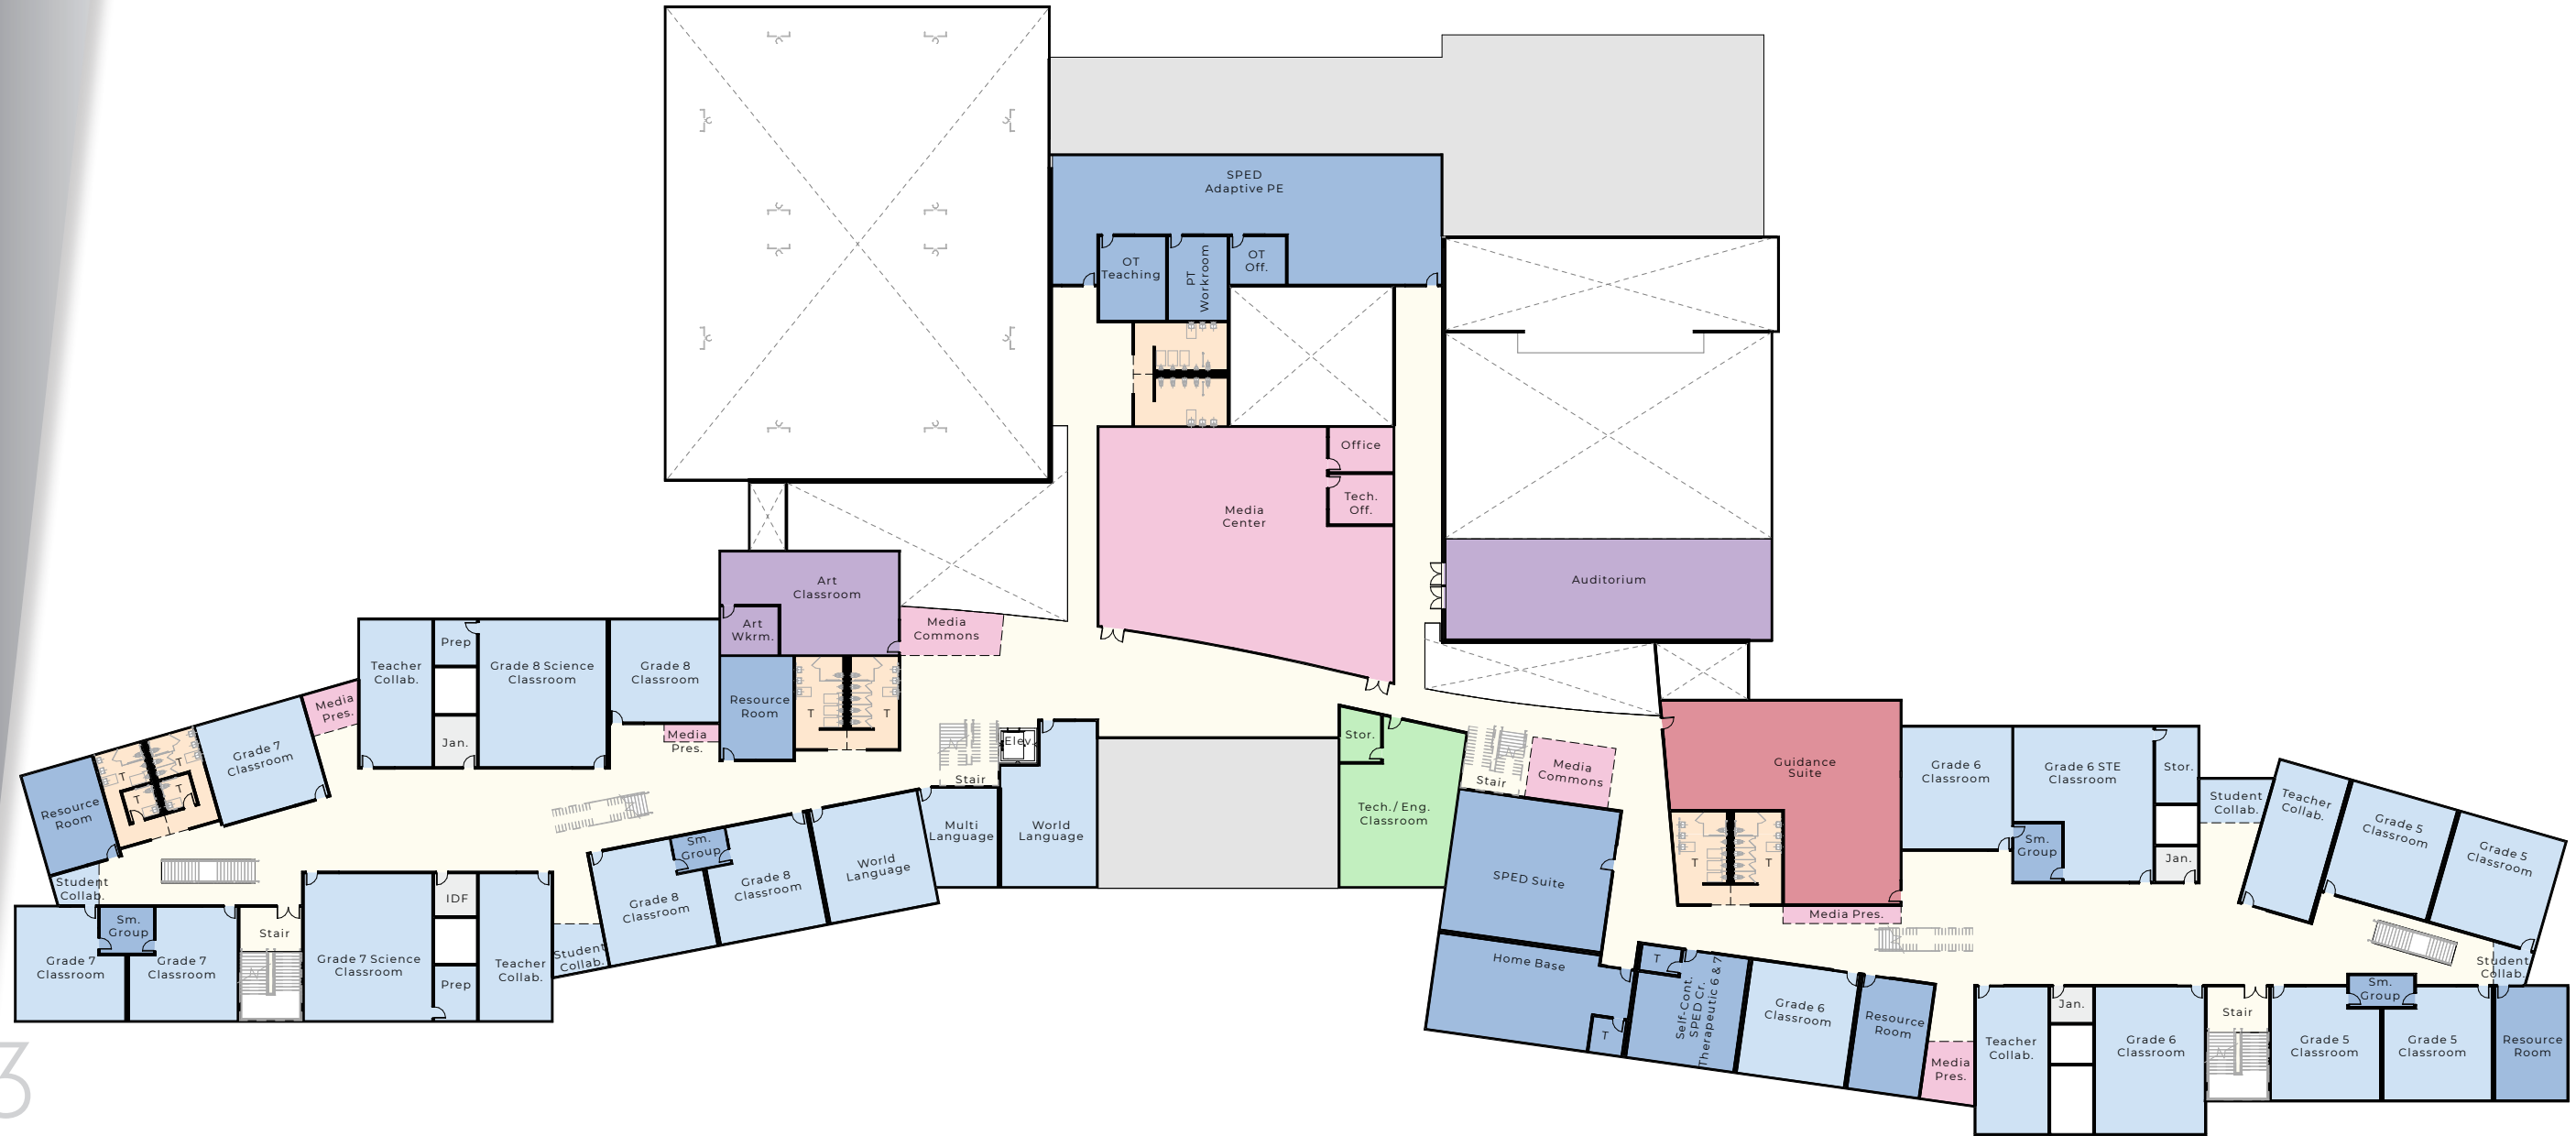 SPED
Adaptive PE
OT
Teaching
PT
Workroom
OT
Off.
Office
Tech.
Off.
Media
Center
Auditorium
Art
Classroom
Art
Wkrm.
Media
Commons
Teacher
Collab.
Prep
Jan.
Grade 8 Science
Classroom
Grade 8
Classroom
Media
Pres.
Resource
Room
T
T
Media
Pres.
Grade 7
Classroom
T
T
T
T
Resource
Room
Student
Collab.
Grade 7
Classroom
Sm.
Group
Grade 7
Classroom
Stair
Grade 7 Science
Classroom
IDF
Prep
Teacher
Collab.
Student
Collab.
Grade 8
Classroom
Sm.
Group
Grade 8
Classroom
World
Language
Multi
Language
Stair
Elev.
World
Language
Stor.
Tech./ Eng.
Classroom
Stair
Media
Commons
SPED Suite
Home Base
T
T
Self-Cont.
SPED Cr.
Therapeutic 6 & 7
Grade 6
Classroom
Resource
Room
Media
Pres.
Guidance
Suite
T
T
Media Pres.
Grade 6
Classroom
Grade 6 STE
Classroom
Sm.
Group
Stor.
Jan.
Student
Collab.
Teacher
Collab.
Grade 5
Classroom
Grade 5
Classroom
Student
Collab.
Teacher
Collab.
Jan.
Grade 6
Classroom
Stair
Grade 5
Classroom
Sm.
Group
Grade 5
Classroom
Resource
Room
3